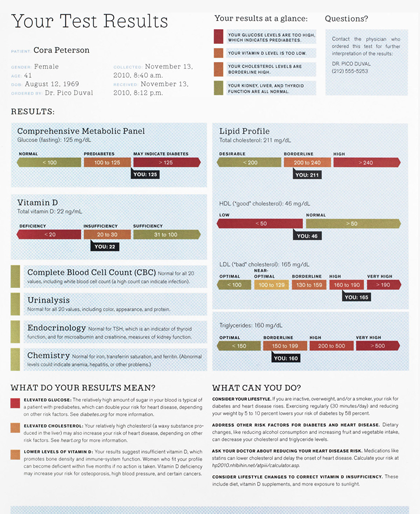 Your Test Results
PATIENT: Cora Peterson
GENDER: Female
AGE: 41
DOB: August 12, 1969
ORDERED BY: Dr. Pico Duval
COLLECTED: November 13,
2010, 8:40 a.m.
RECEIVED: November 13,
2010, 8:12 p.m.
Your results at a glance:
YOUR GLUCOSE LEVELS ARE TOO HIGH,
WHICH INDICATES PREDIABETES.
YOUR VITAMIN D LEVEL IS TOO LOW.
YOUR CHOLESTEROL LEVELS ARE
BORDERLINE HIGH.
YOUR KIDNEY, LIVER, AND THYROID
FUNCTION ARE ALL NORMAL.
Questions?
Contact the physician who
ordered this test for further
interpretation of the results:
DR. PICO DUVAL
(212) 555-5253
RESULTS:
Comprehensive Metabolic Panel
Glucose (fasting): 125 mg/dL
NORMAL PREDIABETES MAY INDICATE DIABETES
< 100 100 to 125 > 125
YOU: 125
Vitamin D
Total vitamin D: 22 ng/mL
DEFICIENCY INSUFFICIENCY SUFFICIENCY
< 20 20 to 30 31 to 100
YOU: 22
Complete Blood Cell Count (CBC) Normal for all 20
values, including white blood cell count (a high count can indicate infection).
Urinalysis
Normal for all 20 values, including color, appearance, and protein.
Endocrinology Normal for TSH, which is an indicator of thyroid
function, and for microalbumin and creatinine, measures of kidney function.
Chemistry Normal for iron, transferrin saturation, and ferritin. (Abnormal
levels could indicate anemia, hepatitis, or other problems.)
Lipid Profile
Total cholesterol: 211 mg/dL
DESIRABLE BORDERLINE HIGH
< 200 200 to 240 > 240
YOU: 211
HDL ("good" cholesterol): 46 mg/dL
LOW NORMAL
< 50 > 50
YOU: 46
LDL ("bad" cholesterol): 165 mg/dL
OPTIMAL NEAR-OPTIMAL BORDERLINE HIGH VERY HIGH
< 100 100 to 129 130 to 159 160 to 190 > 190
YOU: 165
Triglycerides: 160 mg/dL
OPTIMAL BORDERLINE HIGH VERY HIGH
< 150 150 to 199 200 to 500 > 500
YOU: 160
WHAT DO YOUR RESULTS MEAN?
ELEVATED GLUCOSE: The relatively high amount of sugar in your blood is typical of
a patient with prediabetes, which can double your risk for heart disease, depending
on other risk factors. See diabetes.org for more information.
ELEVATED CHOLESTEROL: Your relatively high cholesterol (a waxy substance pro-
duced in the liver) may also increase your risk of heart disease, depending on other
risk factors. See heart.org for more information.
LOWER LEVELS OF VITAMIN D: Your results suggest insufficient vitamin D, which
promotes bone density and immune-system function. Women who fit your profile
can become deficient within five months if no action is taken. Vitamin D deficiency
may increase your risk for osteoporosis, high blood pressure, and certain cancers.
WHAT CAN YOU DO?
CONSIDER YOUR LIFESTYLE. If you are inactive, overweight, and/or a smoker, your risk for
diabetes and heart disease rises. Exercising regularly (30 minutes/day) and reducing
your weight by 5 to 10 percent lowers your risk of diabetes by 58 percent.
ADDRESS OTHER RISK FACTORS FOR DIABETES AND HEART DISEASE. Dietary
changes, like reducing alcohol consumption and increasing fruit and vegetable intake,
can decrease your cholesterol and triglyceride levels.
ASK YOUR DOCTOR ABOUT REDUCING YOUR HEART DISEASE RISK. Medications like
statins can lower cholesterol and delay the onset of heart disease. Calculate your risk at
hp2010.nhlbihin.net/atpiii/calculator.asp.
CONSIDER LIFESTYLE CHANGES TO CORRECT VITAMIN D INSUFFICIENCY. These
include diet, vitamin D supplements, and more exposure to sunlight.